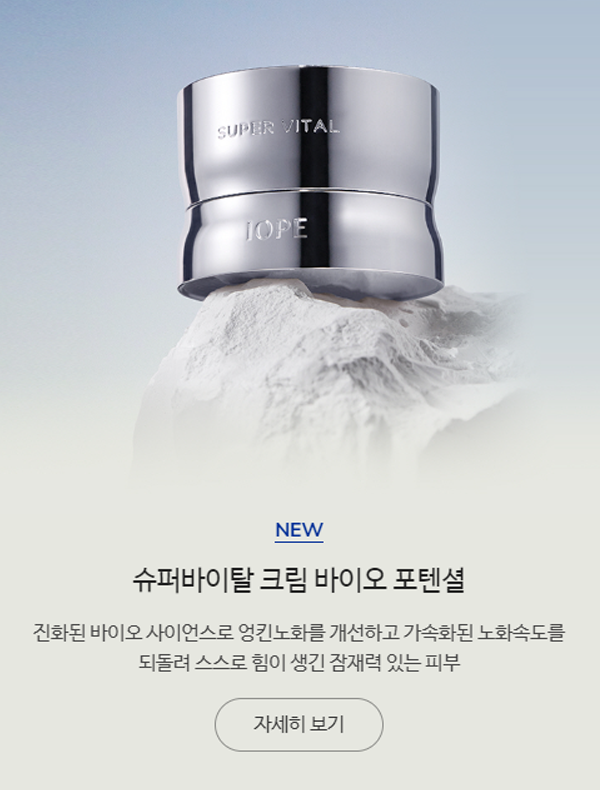 SUPER VITAL
IOPE
NEW
슈퍼바이탈 크림 바이오 포텐셜
진화된 바이오 사이언스로 엉킨노화를 개선하고 가속화된 노화속도를
되돌려 스스로 힘이 생긴 잠재력 있는 피부
자세히 보기